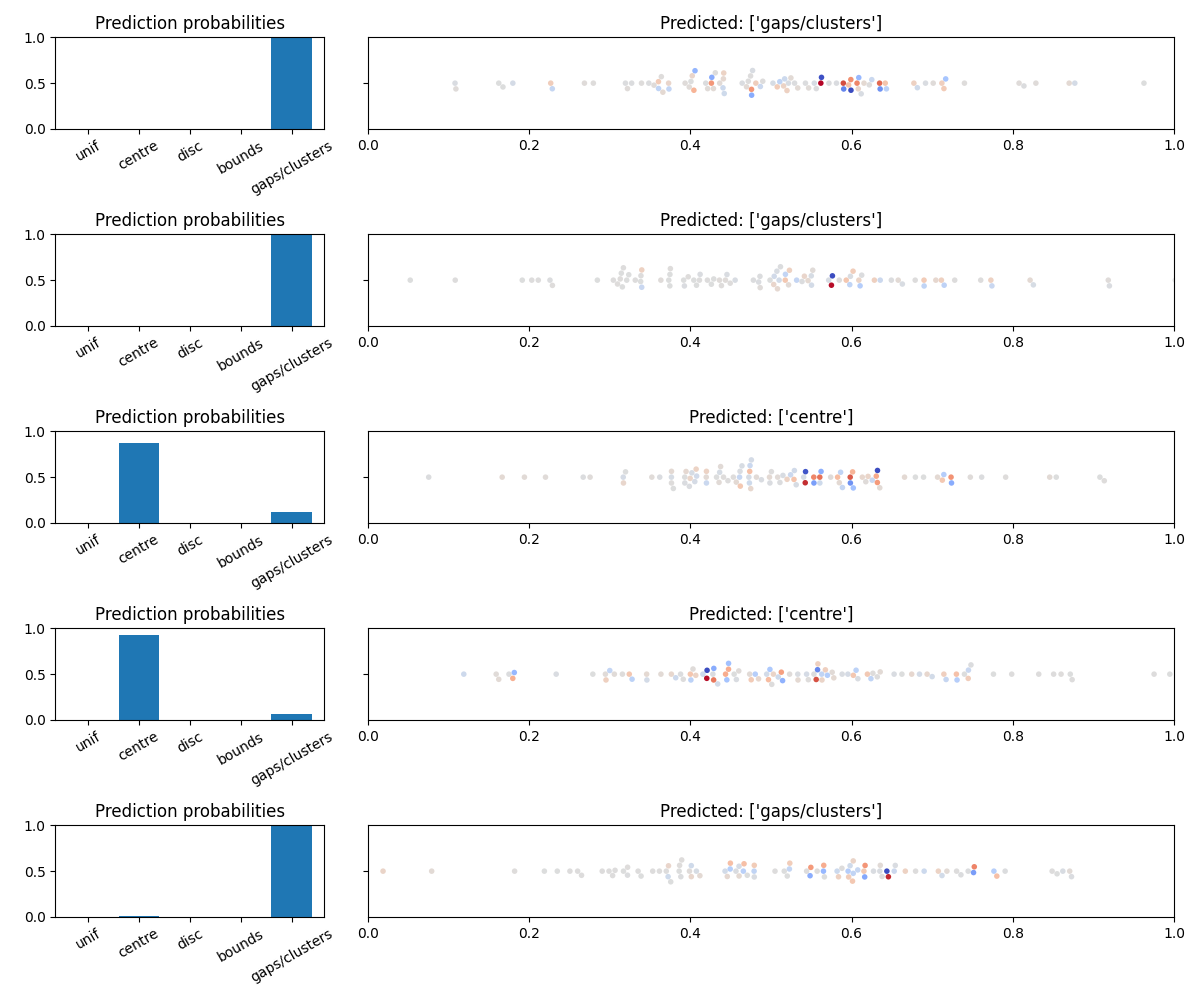 Prediction probabilities
Predicted: ['gaps/clusters']
1.0
0.5
0.0
unif
centre
disc
bounds
gaps/clusters
0.0 0.2 0.4 0.6 0.8 1.0
Prediction probabilities
Predicted: ['gaps/clusters']
1.0
0.5
0.0
unif
centre
disc
bounds
gaps/clusters
0.0 0.2 0.4 0.6 0.8 1.0
Prediction probabilities
Predicted: ['centre']
1.0
0.5
0.0
unif
centre
disc
bounds
gaps/clusters
0.0 0.2 0.4 0.6 0.8 1.0
Prediction probabilities
Predicted: ['centre']
1.0
0.5
0.0
unif
centre
disc
bounds
gaps/clusters
0.0 0.2 0.4 0.6 0.8 1.0
Prediction probabilities
Predicted: ['gaps/clusters']
1.0
0.5
0.0
unif
centre
disc
bounds
gaps/clusters
0.0 0.2 0.4 0.6 0.8 1.0